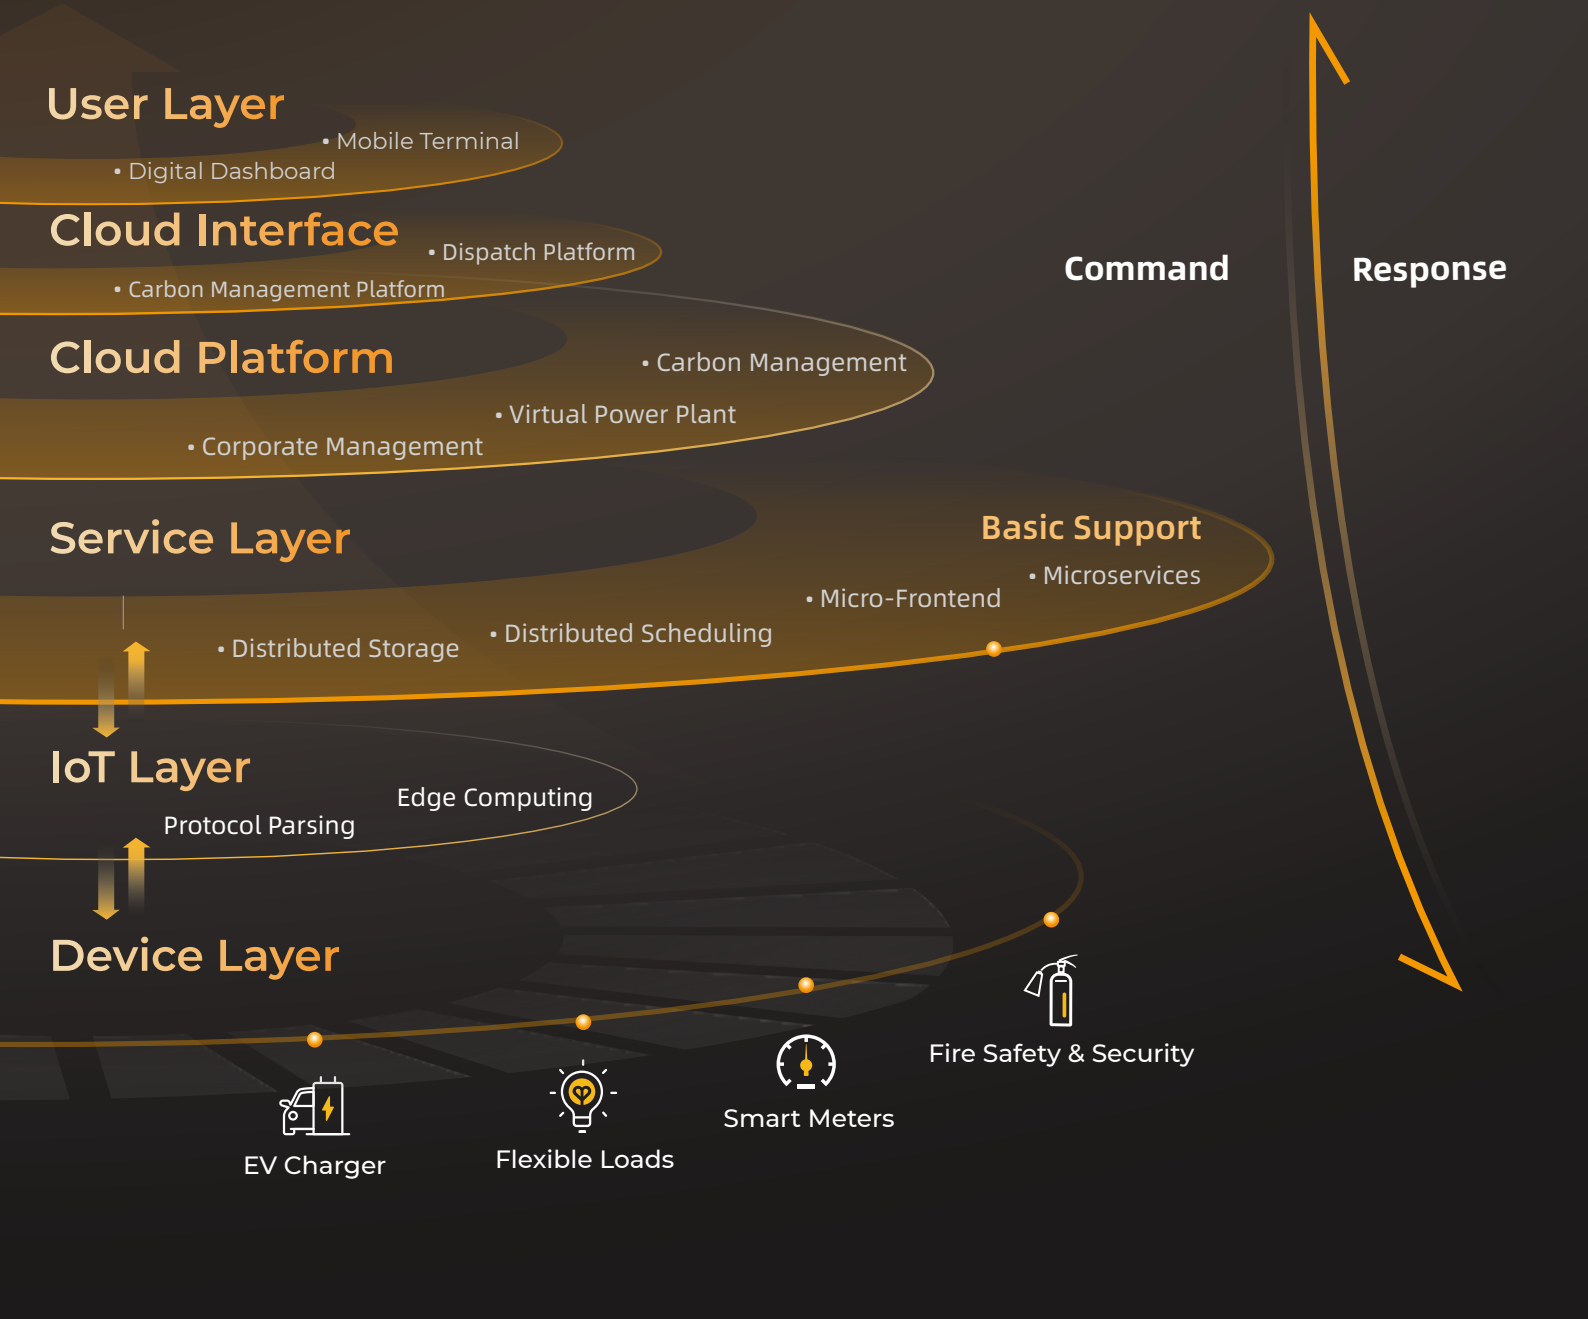 User Layer
• Mobile Terminal
• Digital Dashboard
Cloud Interface
• Dispatch Platform
• Carbon Management Platform
Command
Response
Cloud Platform
• Carbon Management
• Virtual Power Plant
• Corporate Management
Service Layer
Basic Support
• Microservices
• Micro-Frontend
• Distributed Scheduling
• Distributed Storage
IoT Layer
Edge Computing
Protocol Parsing
Device Layer
Fire Safety & Security
Smart Meters
Flexible Loads
EV Charger